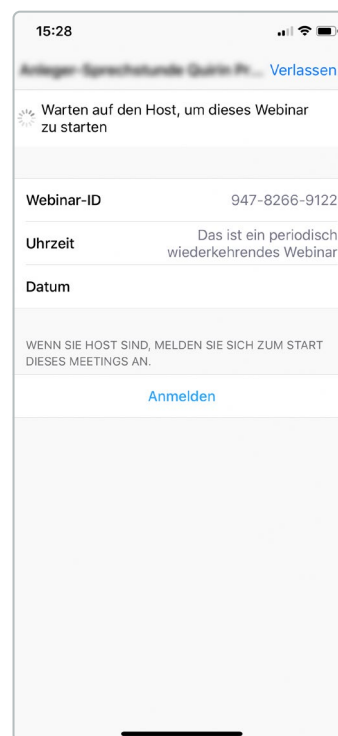 15:28
Verlassen
Warten auf den Host, um dieses Webinar
zu starten
Webinar-ID 947-8266-9122
Uhrzeit Das ist ein periodisch
wiederkehrendes Webinar
Datum
WENN SIE HOST SIND, MELDEN SIE SICH ZUM START
DIESES MEETINGS AN.
Anmelden